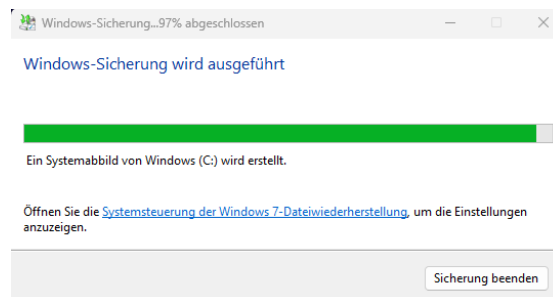 Windows-Sicherung...97% abgeschlossen
Windows-Sicherung wird ausgeführt
Ein Systemabbild von Windows (C:) wird erstellt.
Öffnen Sie die Systemsteuerung der Windows 7-Dateiwiederherstellung, um die Einstellungen
anzuzeigen.
Sicherung beenden